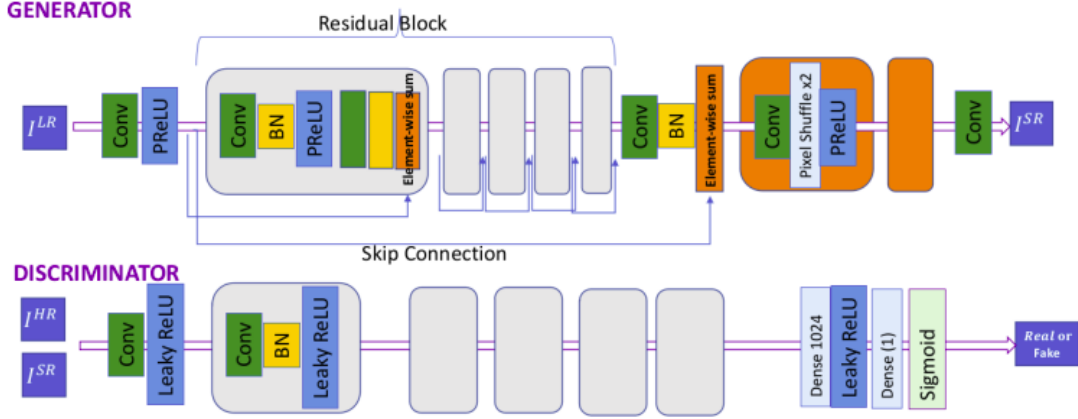 GENERATOR
Residual Block
I^LR
Conv
PReLU
Conv
BN
PReLU
Element-wise sum
Conv
BN
Element-wise sum
Conv
Pixel Shuffle x2
PReLU
Conv
I^SR
Skip Connection
DISCRIMINATOR
I^HR
I^SR
Conv
Leaky ReLU
Conv
BN
Leaky ReLU
Dense 1024
Leaky ReLU
Dense (1)
Sigmoid
Real or
Fake